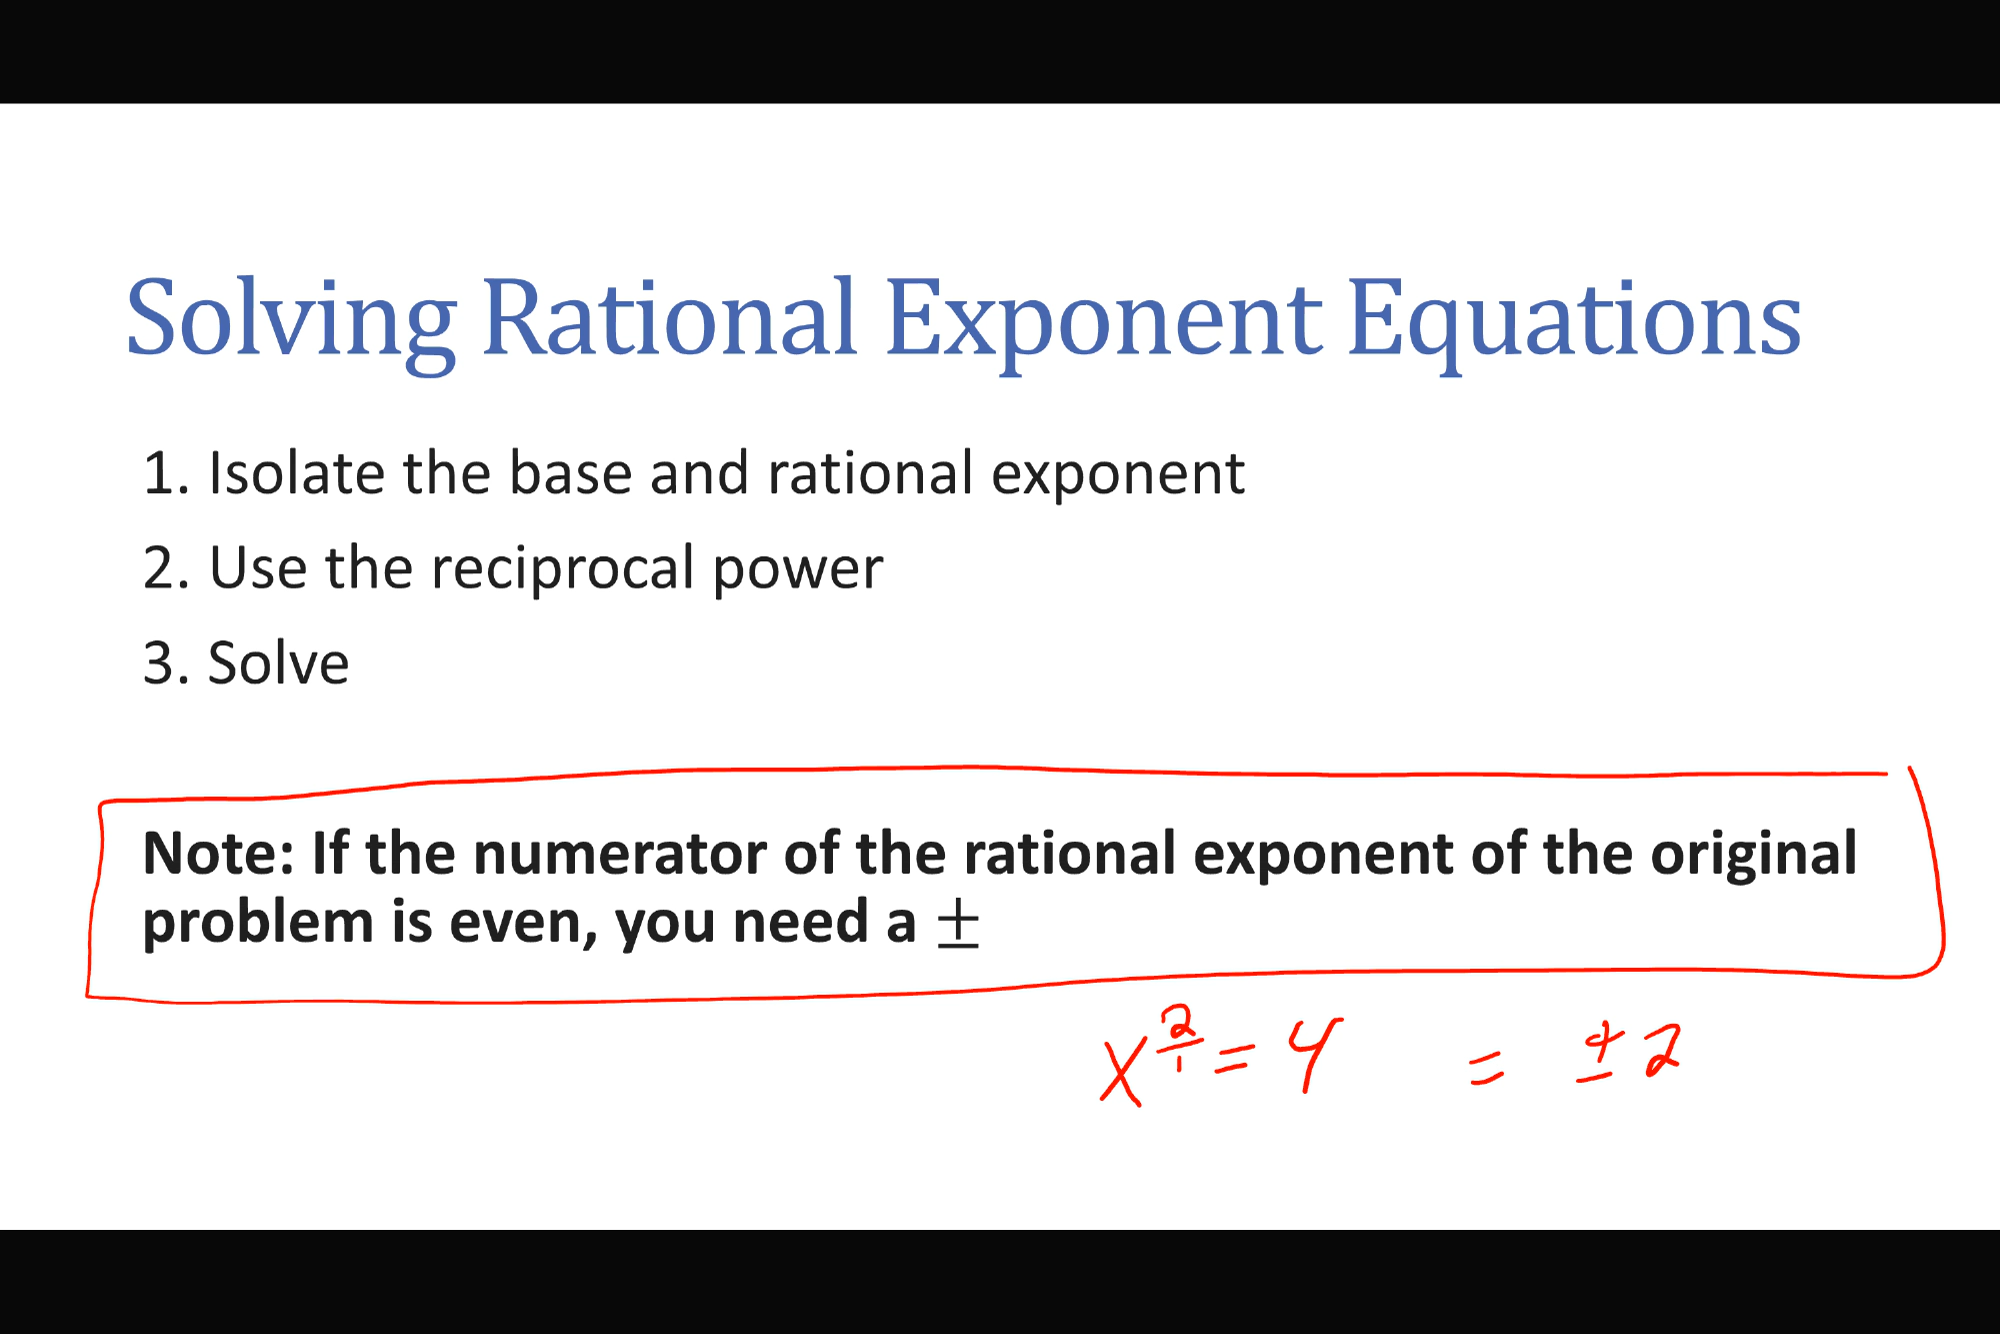 Solving Rational Exponent Equations
1. Isolate the base and rational exponent
2. Use the reciprocal power
3. Solve
Note: If the numerator of the rational exponent of the original
problem is even, you need a ±
x^(2/1) = 4 = ±2